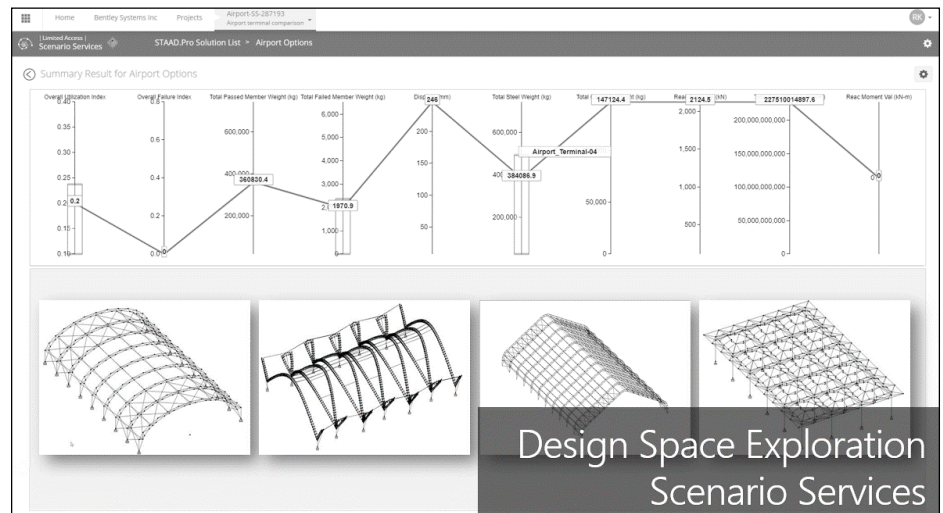 Home Bentley Systems Inc Projects Airport-SS-287193
Airport terminal comparison
RK
[Limited Access]
Scenario Services STAAD.Pro Solution List > Airport Options
Summary Result for Airport Options
Overall Utilization Index Overall Failure Index Total Passed Member Weight (kg) Total Failed Member Weight (kg) Total Steel Weight (kg) Reac Moment Val (kN-m)
0.40 0.8 246 147124.4 2124.5 227510014897.6
6,000 2,000
0.35 600,000 200 600,000 200,000,000,000
5,000
0.30 0.6 Airport_Terminal-04 1,500 150,000,000,000
4,000 150
0.25 0.4 360830.4 3,000 384086.9 0
100 50,000 1,000 100,000,000,000
0.2 1970.9
0.2 200,000 200,000
0.15 1,000 50 500 50,000,000,000
0.10 0.0 0 0 0 0
Design Space Exploration
Scenario Services